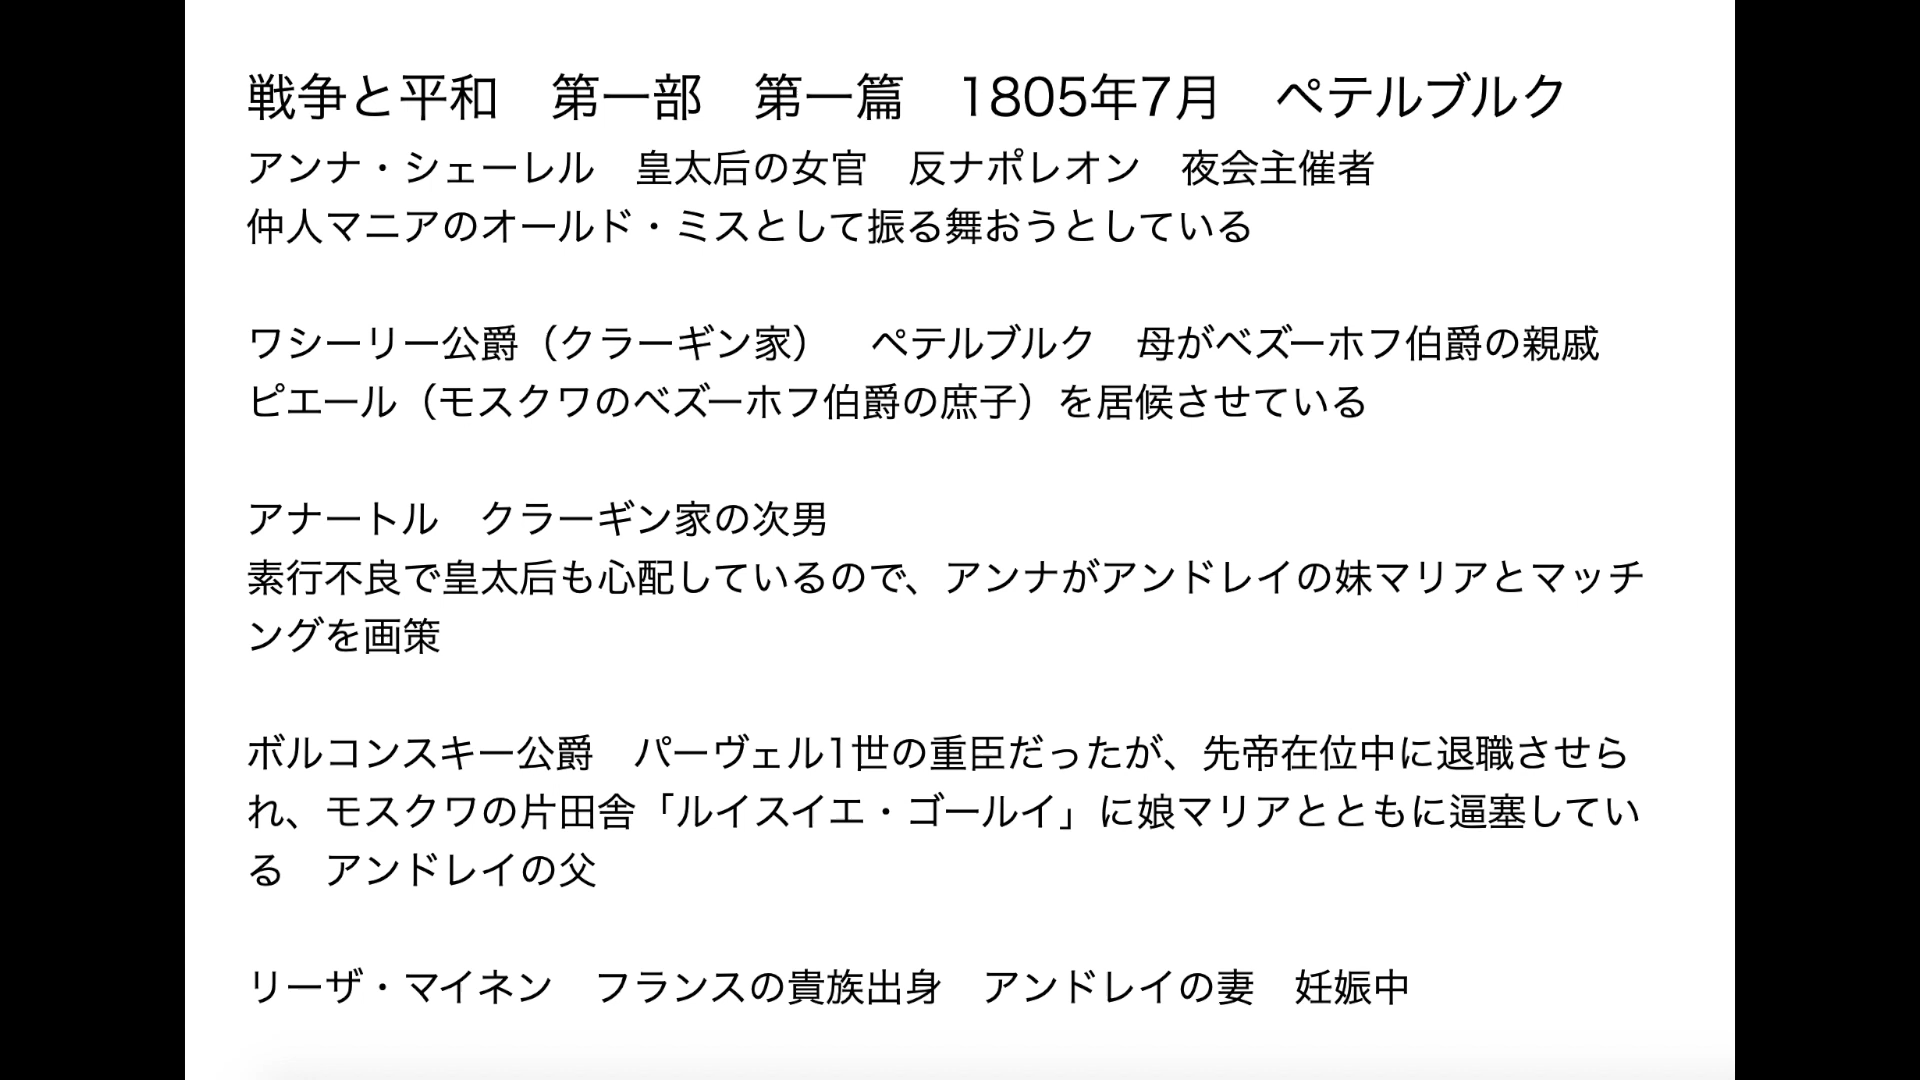 戦争と平和　第一部　第一篇　1805年7月　ペテルブルク
アンナ・シェーレル　皇太后の女官　反ナポレオン　夜会主催者
仲人マニアのオールド・ミスとして振る舞おうとしている
ワシーリー公爵（クラーギン家）　ペテルブルク　母がベズーホフ伯爵の親戚
ピエール（モスクワのベズーホフ伯爵の庶子）を居候させている
アナートル　クラーギン家の次男
素行不良で皇太后も心配しているので、アンナがアンドレイの妹マリアとマッチ
ングを画策
ボルコンスキー公爵　パーヴェル1世の重臣だったが、先帝在位中に退職させら
れ、モスクワの片田舎「ルイスイエ・ゴールイ」に娘マリアとともに逼塞してい
る　アンドレイの父
リーザ・マイネン　フランスの貴族出身　アンドレイの妻　妊娠中